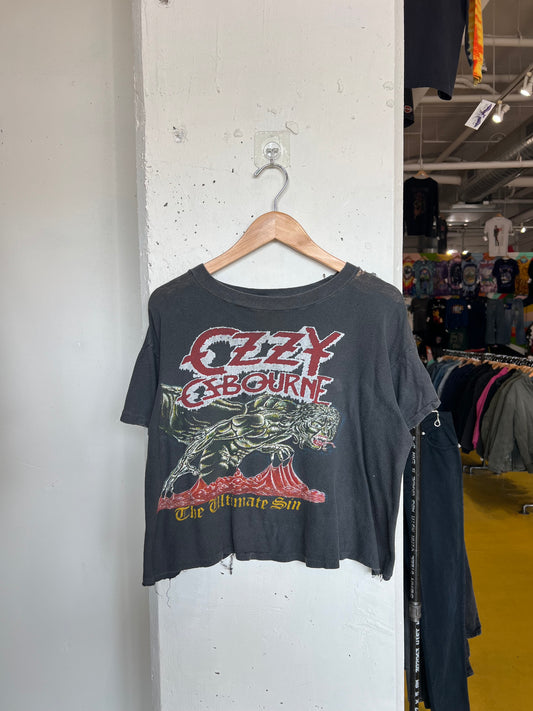 OZZY
OSBOURNE
The Ultimate Sin